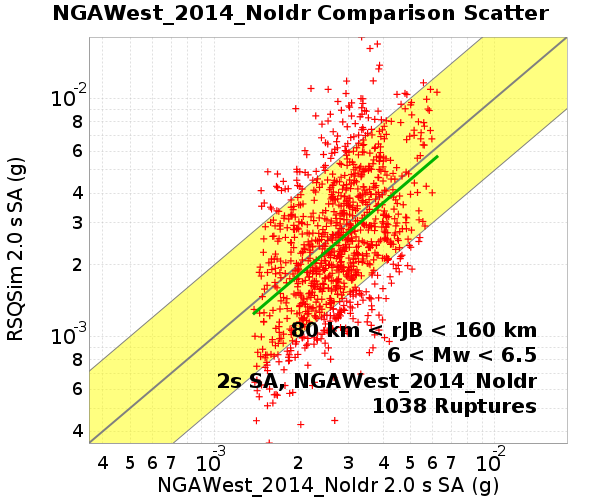 NGAWest_2014_NoIdr Comparison Scatter
RSQSim 2.0 s SA (g)
10-2
8
6
4
3
2
10-3
8
6
4
80 km < rJB < 160 km
6 < Mw < 6.5
2s SA, NGAWest_2014_NoIdr
1038 Ruptures
4 5 6 7 10-3 2 3 4 5 6 7 10-2
NGAWest_2014_NoIdr 2.0 s SA (g)